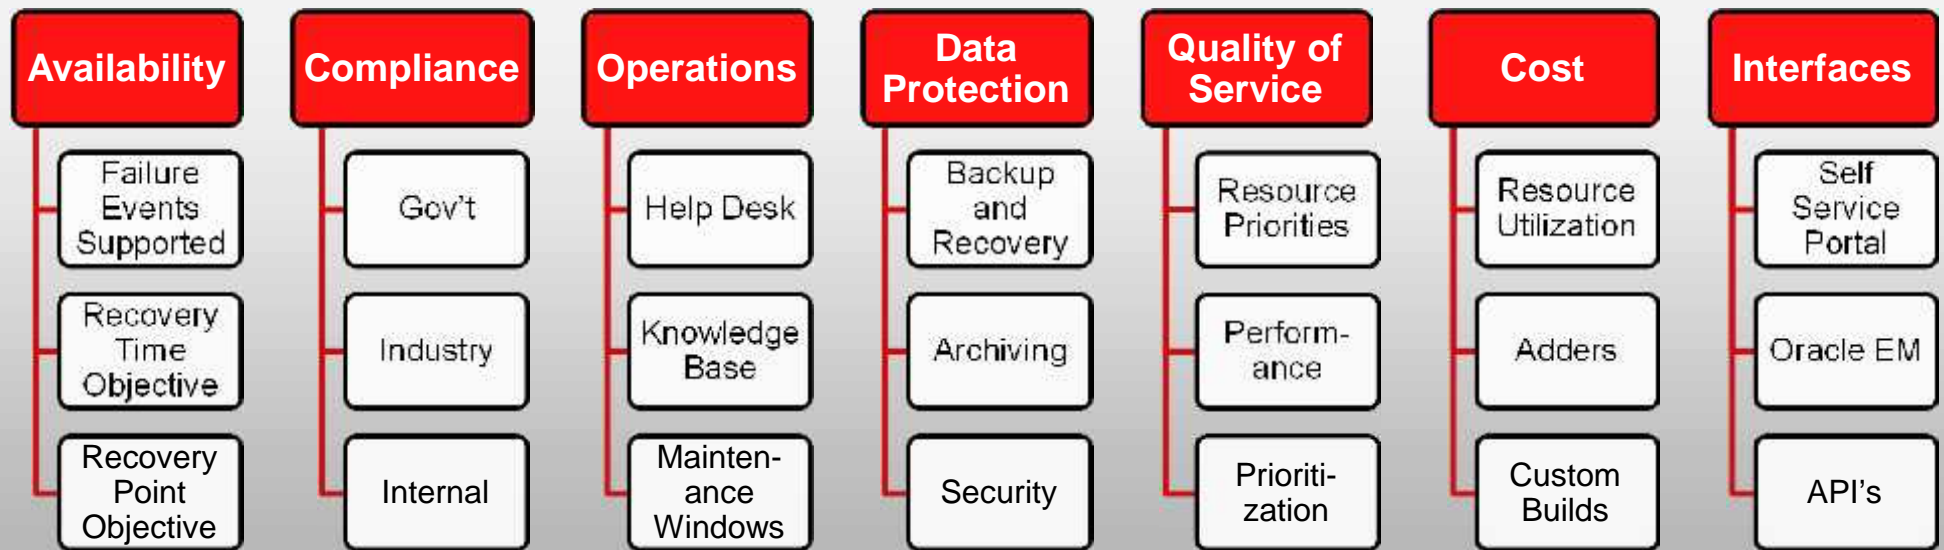 Availability
Failure
Events
Supported
Recovery
Time
Objective
Recovery
Point
Objective
Compliance
Gov't
Industry
Internal
Operations
Help Desk
Knowledge
Base
Mainten-
ance
Windows
Data
Protection
Backup
and
Recovery
Archiving
Security
Quality of
Service
Resource
Priorities
Perform-
ance
Prioriti-
zation
Cost
Resource
Utilization
Adders
Custom
Builds
Interfaces
Self
Service
Portal
Oracle EM
API's